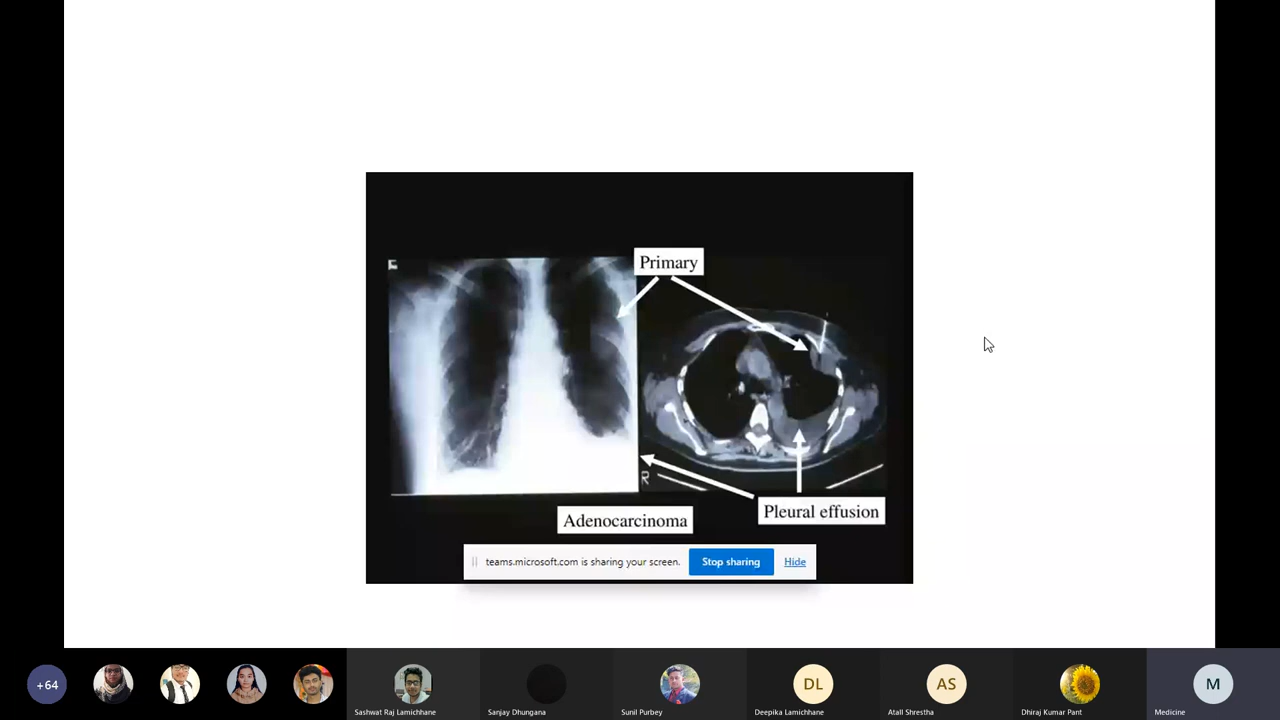 Primary
R
Pleural effusion
Adenocarcinoma
teams.microsoft.com is sharing your screen.
Stop sharing
Hide
+64
DL
AS
M
Sashwat Raj Lamichhane
Sanjay Dhungana
Sunil Purbey
Deepika Lamichhane
Atall Shrestha
Dhiraj Kumar Pant
Medicine